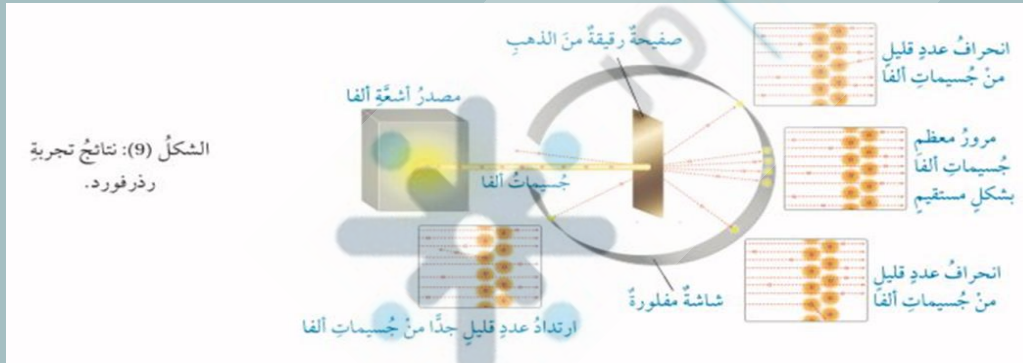 صفيحةٌ رقيقةٌ منَ الذهبِ
انحرافُ عددٍ قليلٍ
منْ جُسيماتِ ألفا
مصدرُ أشعَّةِ ألفا
مرورُ معظمِ
جُسيماتِ ألفا
بشكلٍ مستقيمٍ
الشكلُ (9): نتائجُ تجربةِ
رذرفورد.
جُسيماتُ ألفا
انحرافُ عددٍ قليلٍ
منْ جُسيماتِ ألفا
شاشةٌ مفلورةٌ
ارتدادُ عددٍ قليلٍ جدًّا منْ جُسيماتِ ألفا